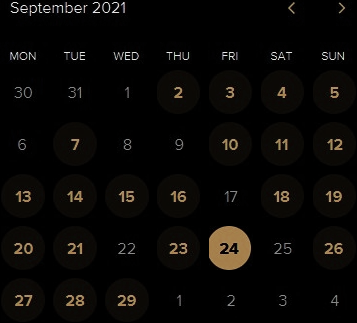 September 2021
MON TUE WED THU FRI SAT SUN
30 31 1 2 3 4 5
6 7 8 9 10 11 12
13 14 15 16 17 18 19
20 21 22 23 24 25 26
27 28 29 1 2 3 4